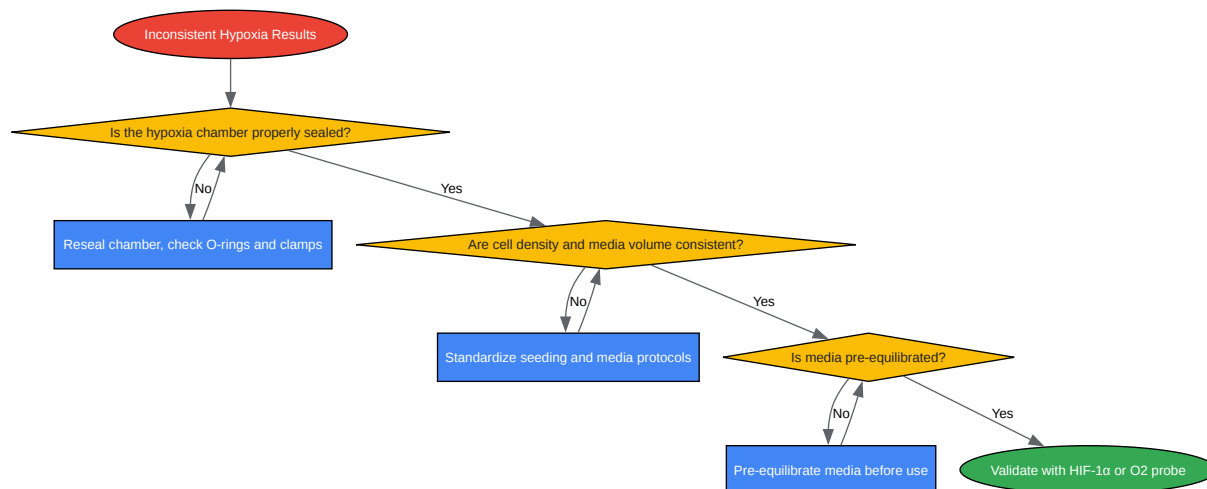 Inconsistent Hypoxia Results
Is the hypoxia chamber properly sealed?
No
Yes
Reseal chamber, check O-rings and clamps
Are cell density and media volume consistent?
No
Yes
Standardize seeding and media protocols
Is media pre-equilibrated?
No
Yes
Pre-equilibrate media before use
Validate with HIF-1α or O2 probe